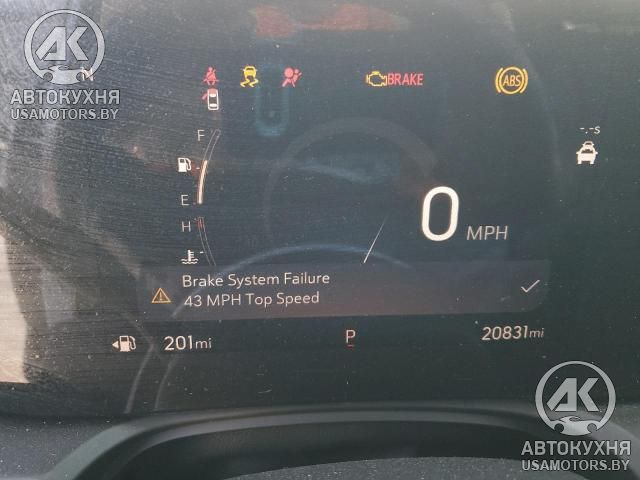 АК
АВТОКУХНЯ
USAMOTORS.BY
BRAKE
ABS
-.-s
F
E
H
0 MPH
Brake System Failure
43 MPH Top Speed
201mi
P
20831mi
АК
АВТОКУХНЯ
USAMOTORS.BY